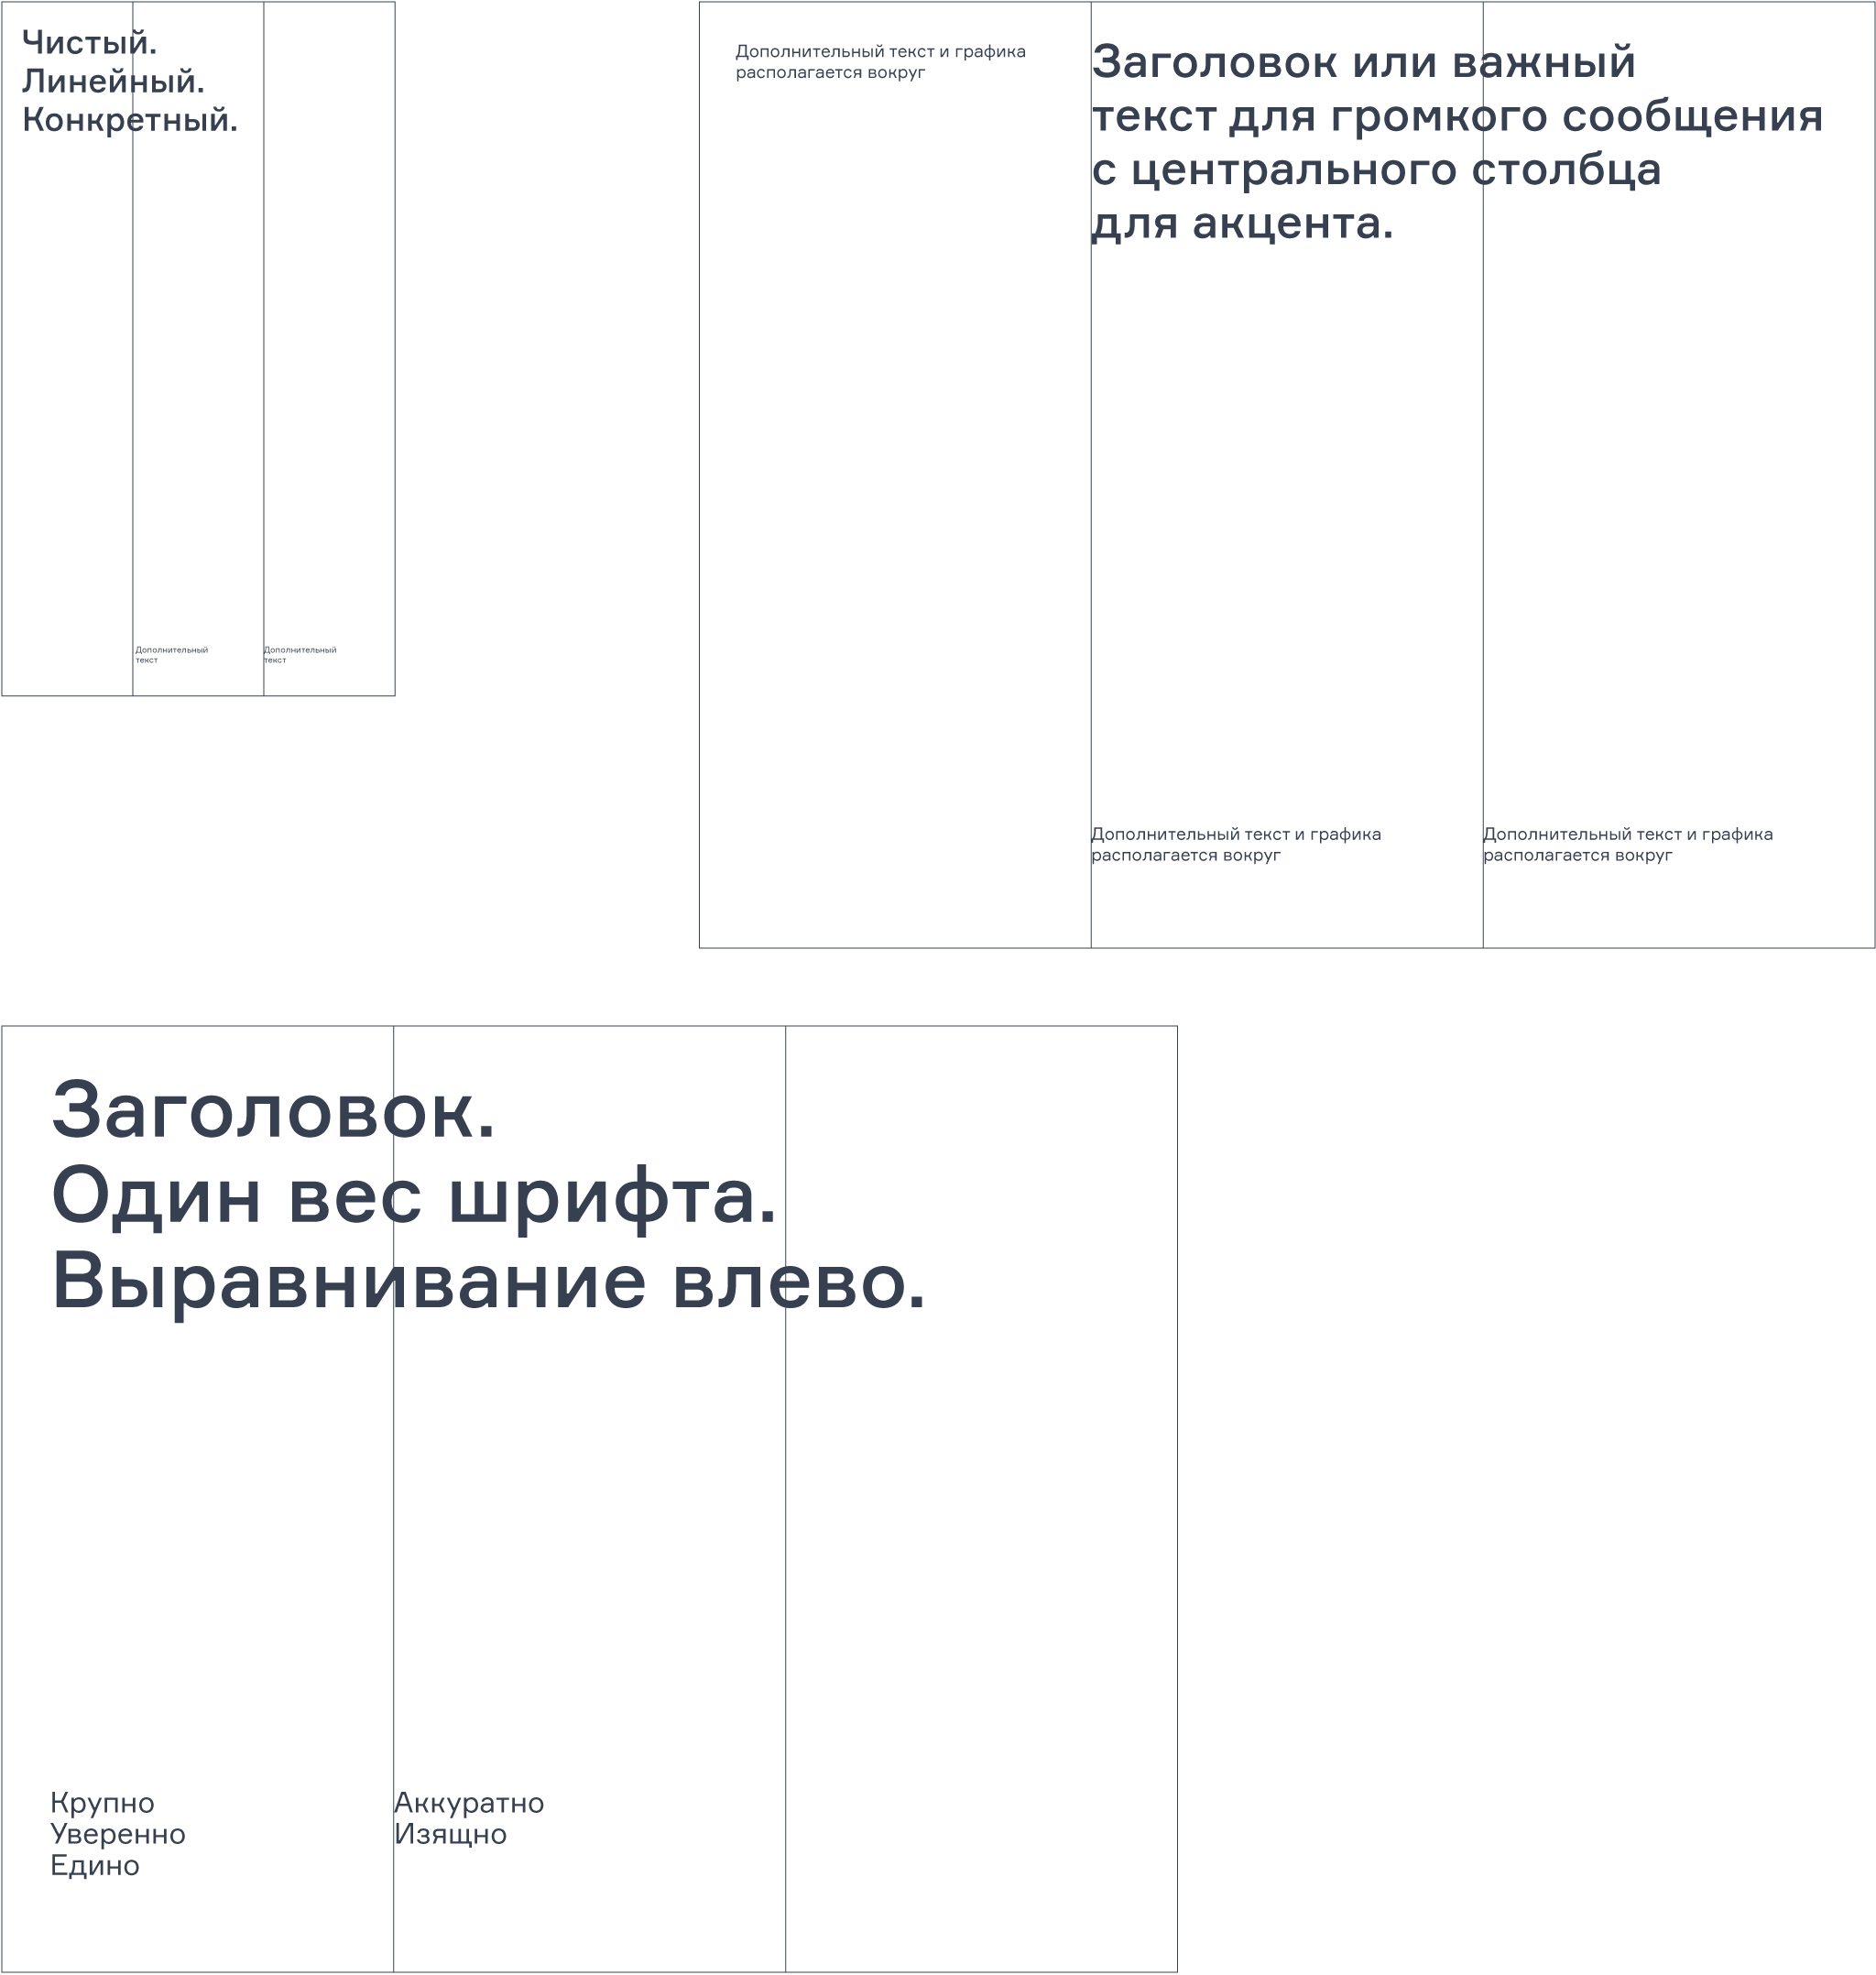 Чистый.
Линейный.
Конкретный.
Дополнительный
текст
Дополнительный
текст
Дополнительный текст и графика
располагается вокруг
Заголовок или важный
текст для громкого сообщения
с центрального столбца
для акцента.
Дополнительный текст и графика
располагается вокруг
Дополнительный текст и графика
располагается вокруг
Заголовок.
Один вес шрифта.
Выравнивание влево.
Крупно
Уверенно
Едино
Аккуратно
Изящно